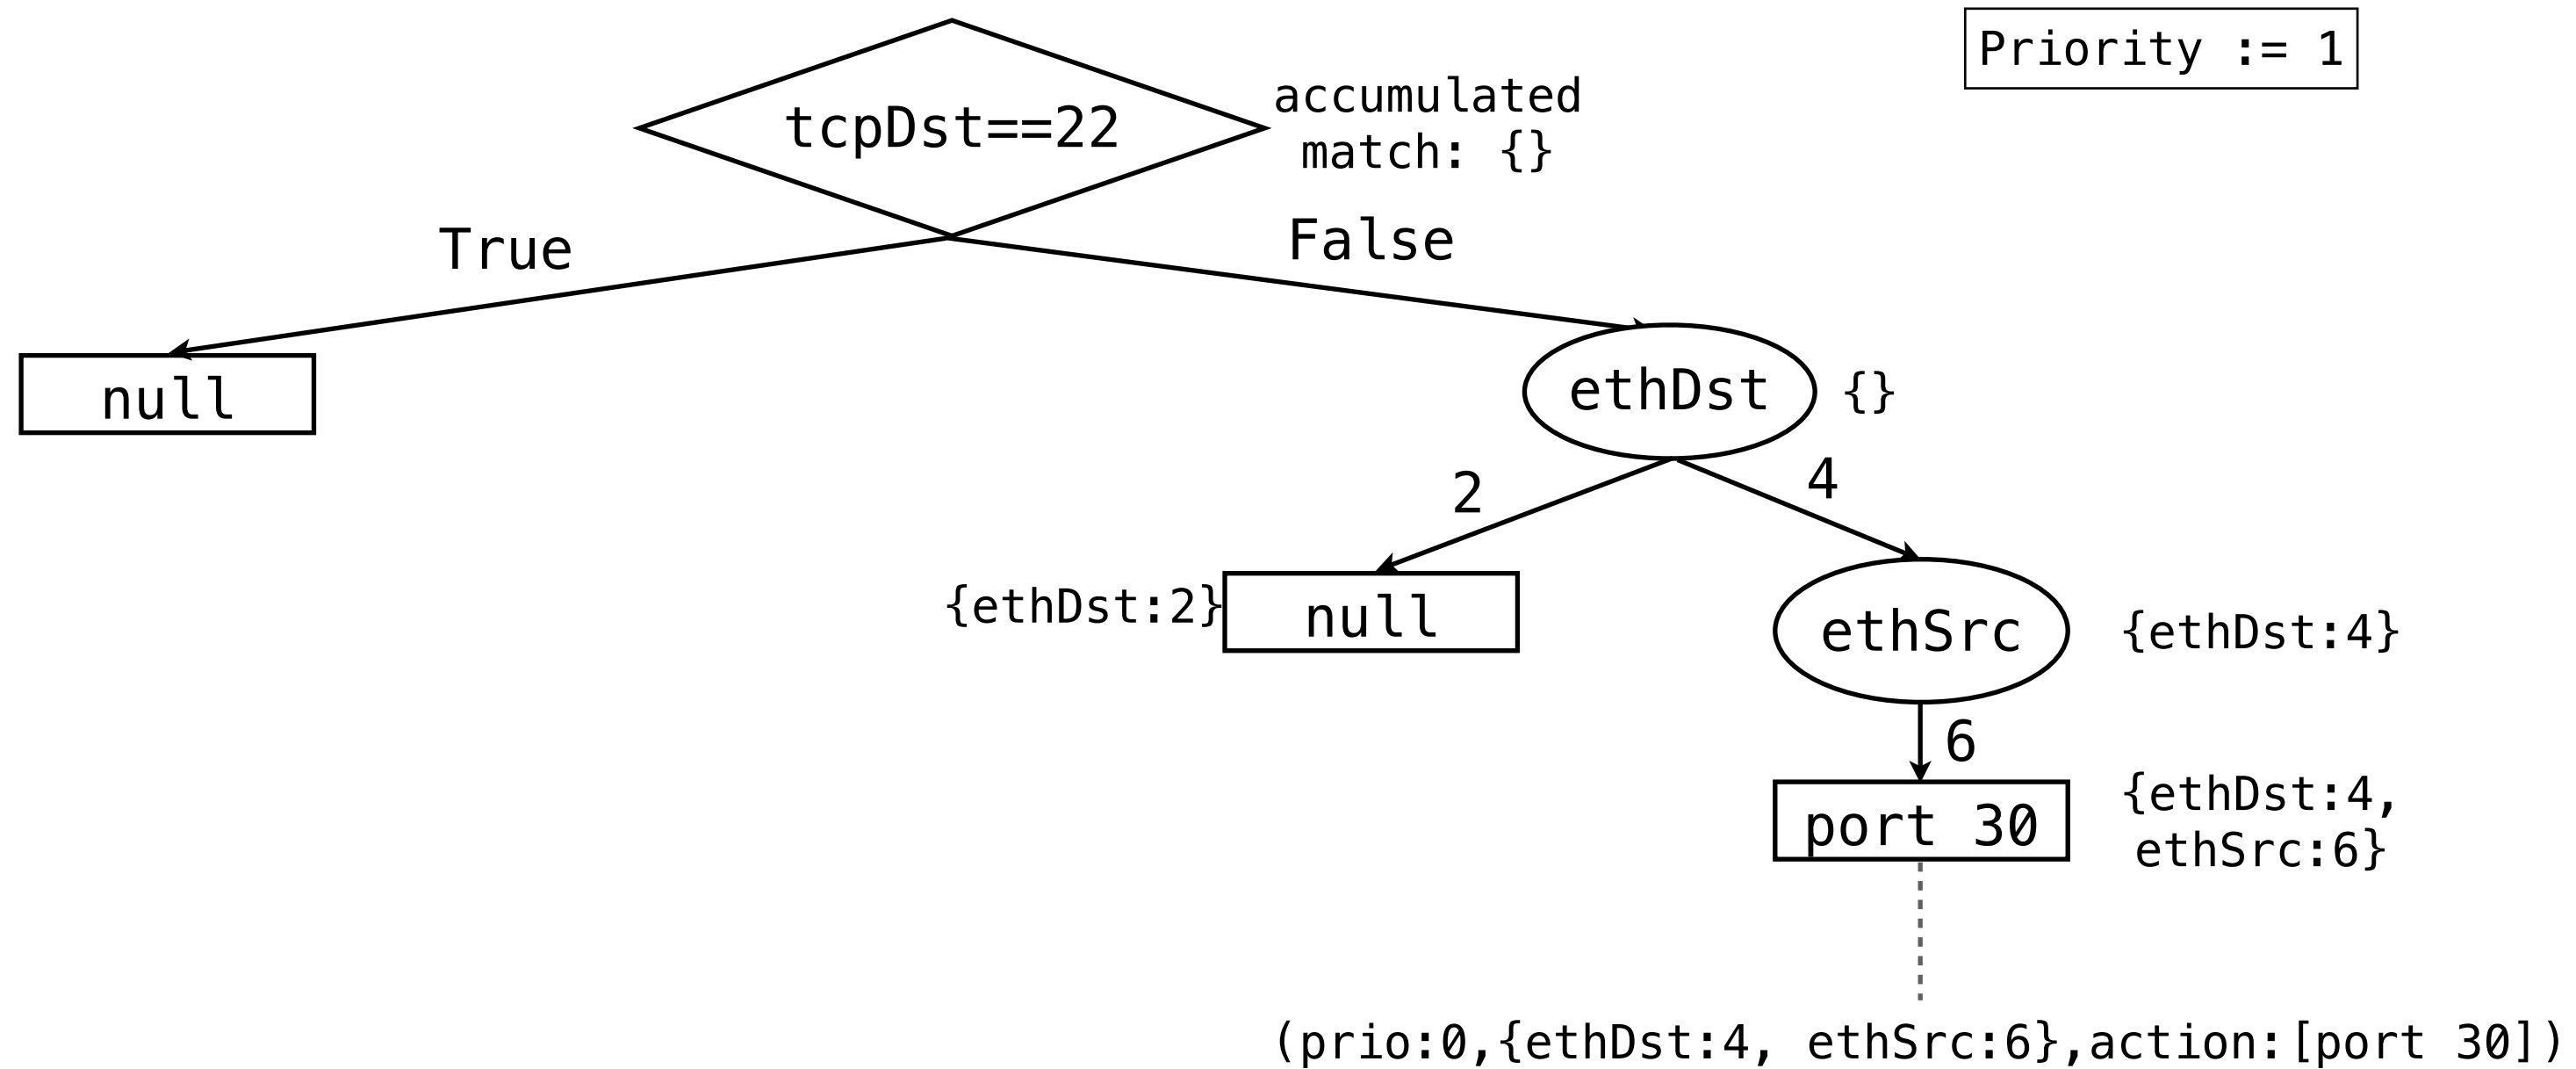 Priority := 1
tcpDst==22
accumulated
match: {}
True
False
null
ethDst
{}
2
4
{ethDst:2}
null
ethSrc
{ethDst:4}
6
port 30
{ethDst:4,
ethSrc:6}
(prio:0,{ethDst:4, ethSrc:6},action:[port 30])